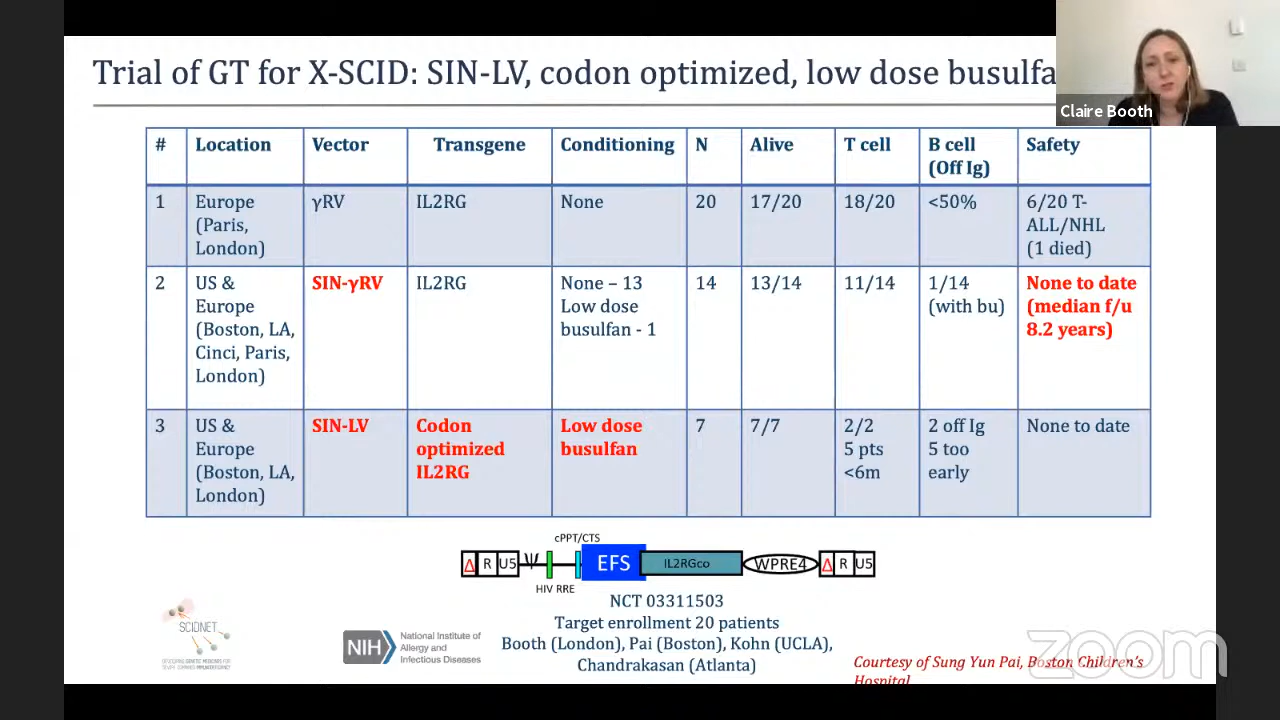 Trial of GT for X-SCID: SIN-LV, codon optimized, low dose busulfa
Claire Booth
# Location Vector Transgene Conditioning N Alive T cell B cell (Off Ig) Safety
1 Europe (Paris, London) γRV IL2RG None 20 17/20 18/20 <50% 6/20 T-ALL/NHL (1 died)
2 US & Europe (Boston, LA, Cinci, Paris, London) SIN-γRV IL2RG None – 13 Low dose busulfan - 1 14 13/14 11/14 1/14 (with bu) None to date (median f/u 8.2 years)
3 US & Europe (Boston, LA, London) SIN-LV Codon optimized IL2RG Low dose busulfan 7 7/7 2/2 5 pts <6m 2 off Ig 5 too early None to date
cPPT/CTS
Δ R U5 Ψ EFS IL2RGco WPRE4 Δ R U5
HIV RRE
NCT 03311503
Target enrollment 20 patients
Booth (London), Pai (Boston), Kohn (UCLA),
Chandrakasan (Atlanta)
SCIDNET
NIH National Institute of
Allergy and
Infectious Diseases
Courtesy of Sung Yun Pai, Boston Children's
Hospital
zoom